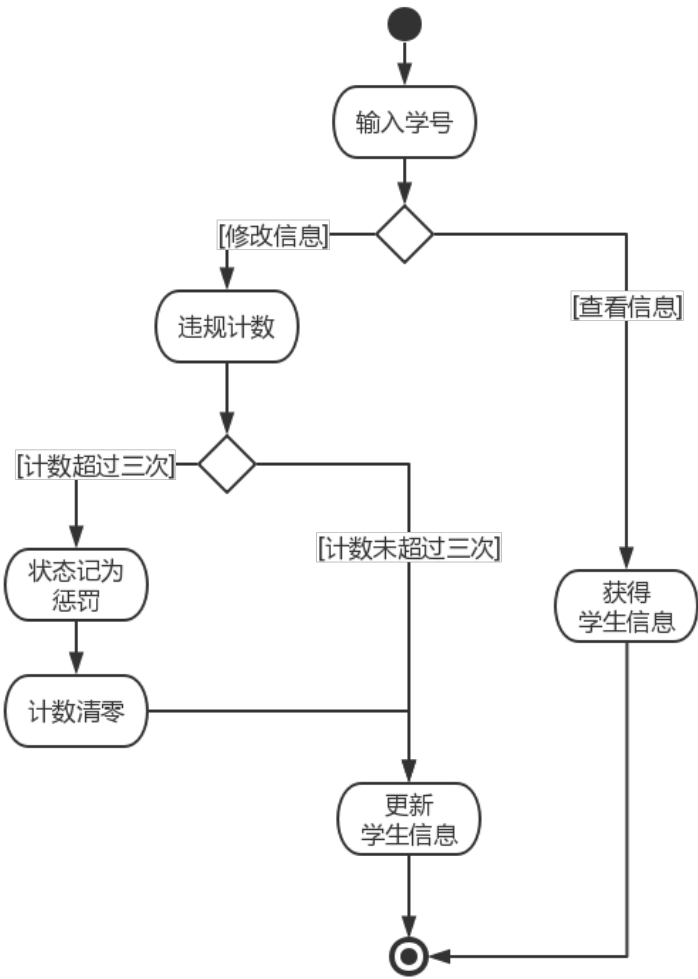 输入学号
[修改信息]
[查看信息]
违规计数
[计数超过三次]
[计数未超过三次]
状态记为
惩罚
获得
学生信息
计数清零
更新
学生信息